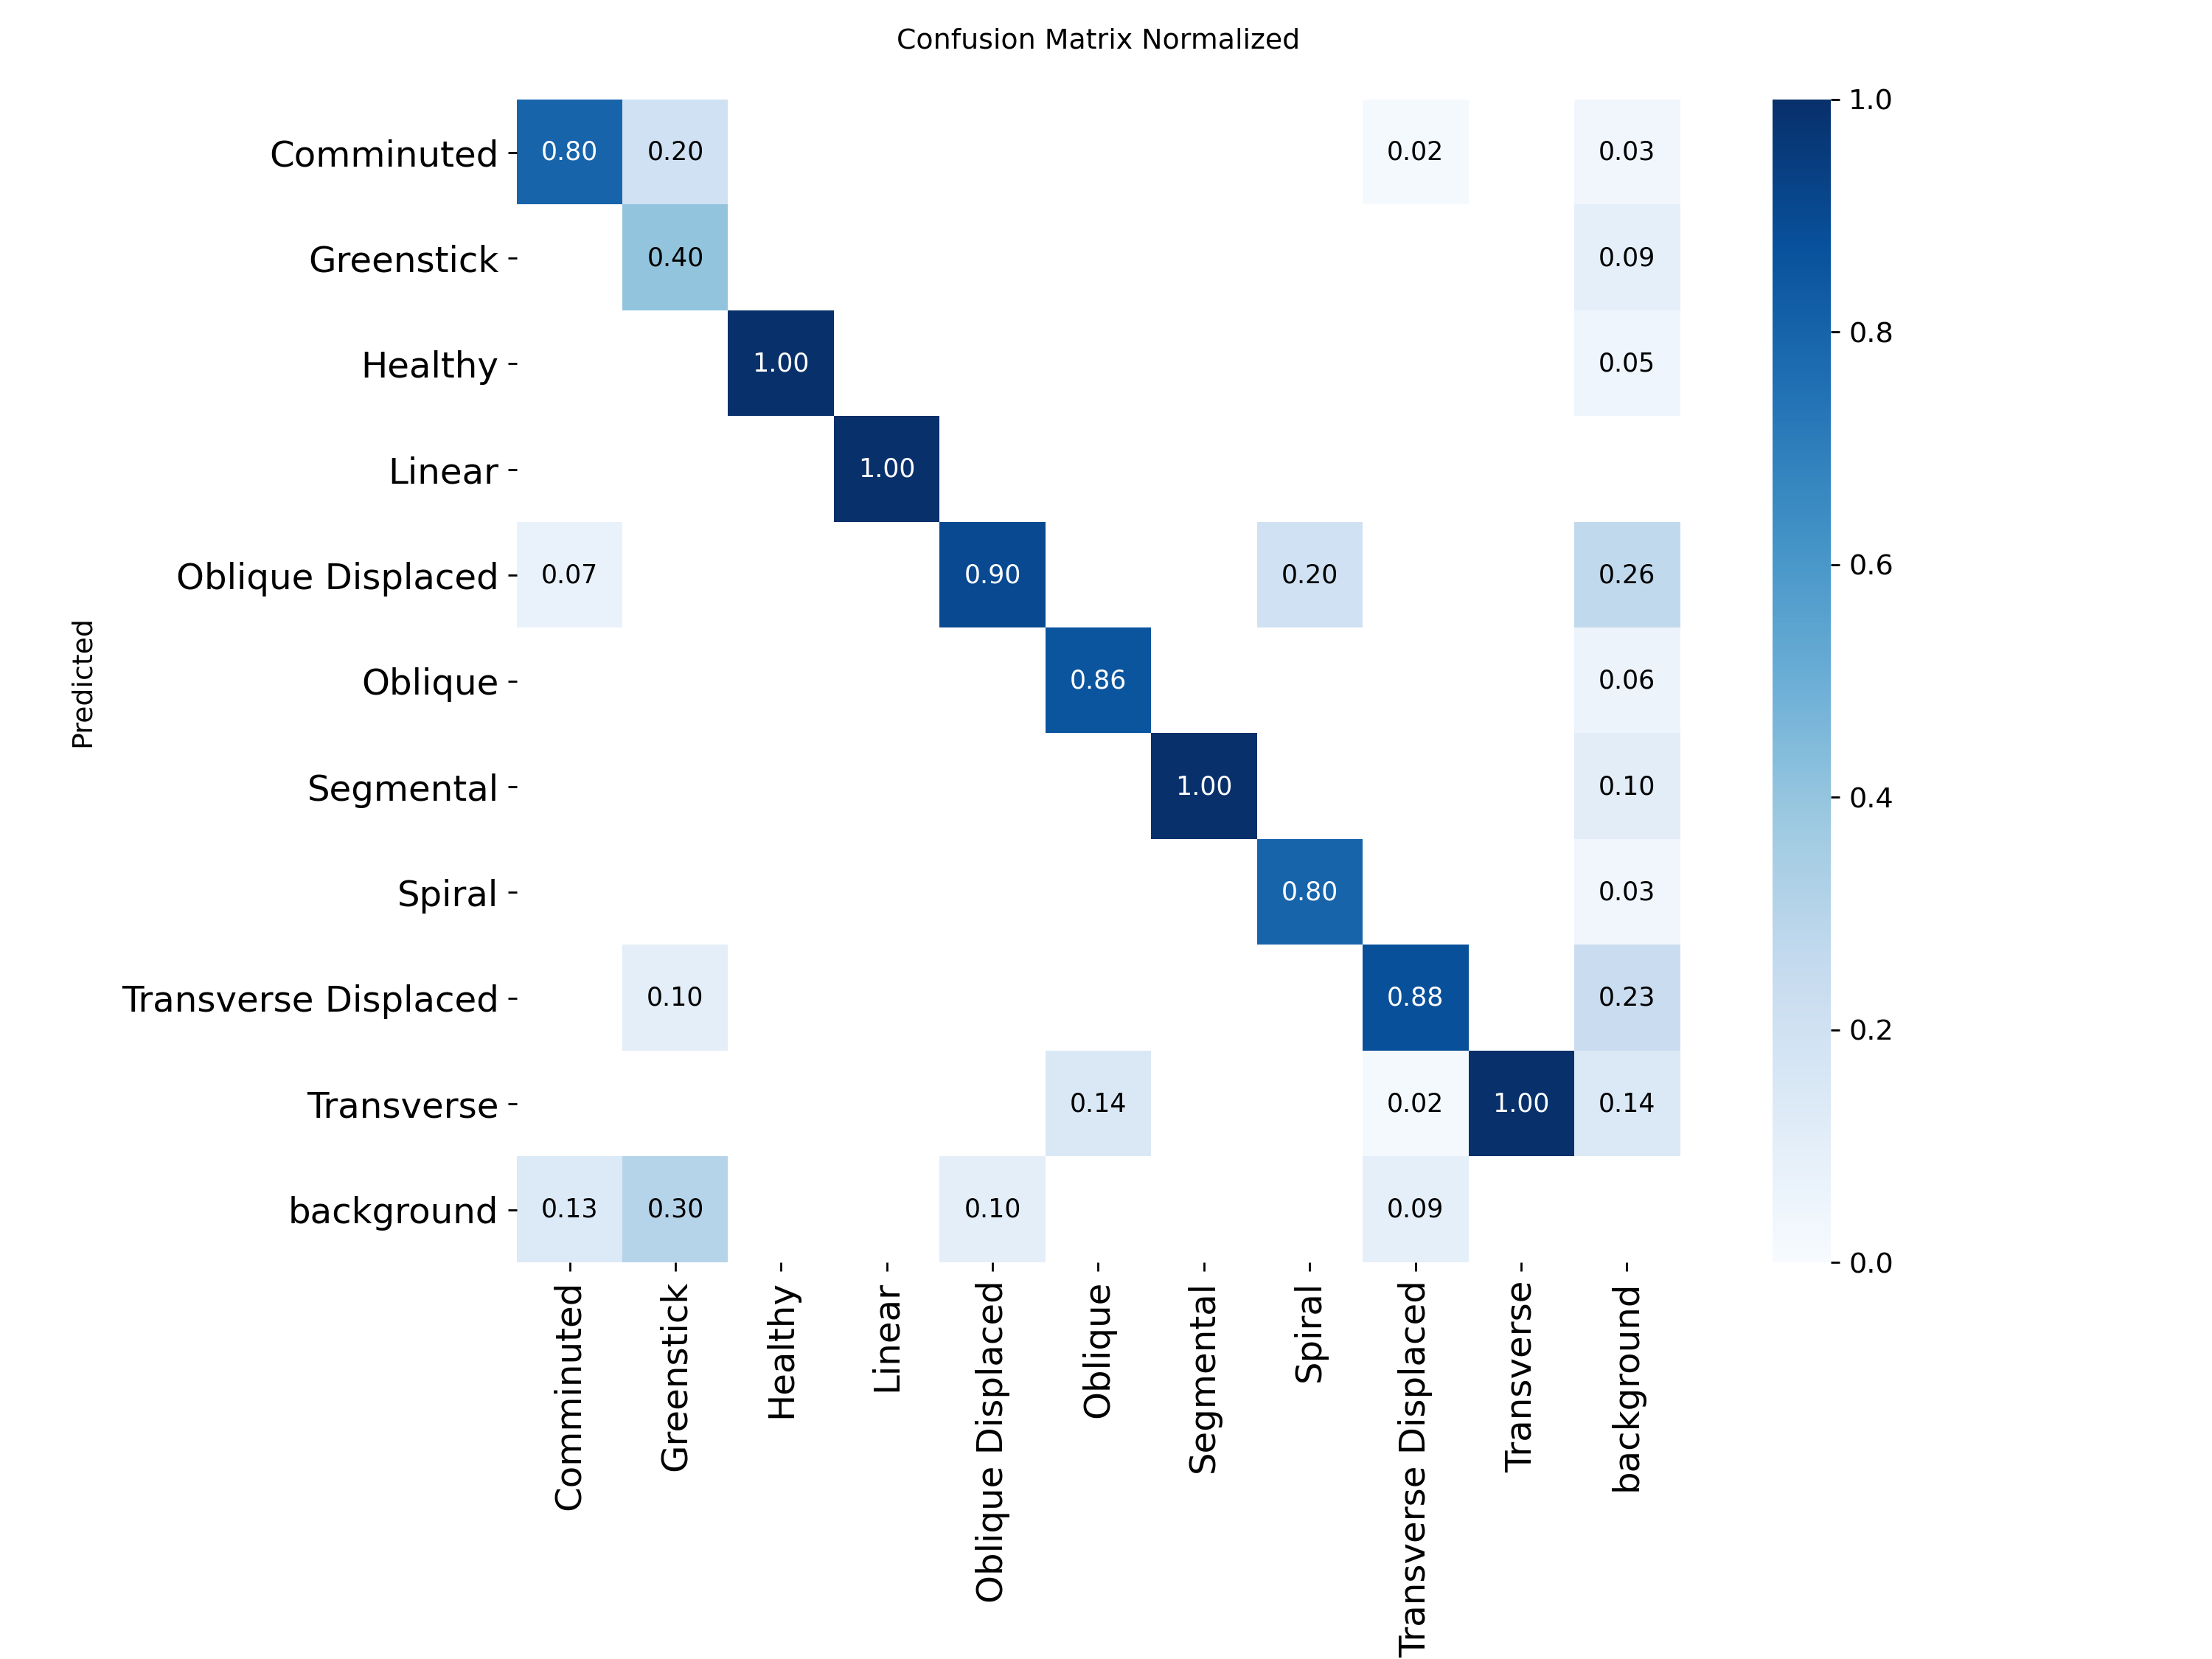 Confusion Matrix Normalized
Predicted
Comminuted 0.80 0.20 0.02 0.03
Greenstick 0.40 0.09
Healthy 1.00 0.05
Linear 1.00
Oblique Displaced 0.07 0.90 0.20 0.26
Oblique 0.86 0.06
Segmental 1.00 0.10
Spiral 0.80 0.03
Transverse Displaced 0.10 0.88 0.23
Transverse 0.14 0.02 1.00 0.14
background 0.13 0.30 0.10 0.09
Comminuted
Greenstick
Healthy
Linear
Oblique Displaced
Oblique
Segmental
Spiral
Transverse Displaced
Transverse
background
1.0
0.8
0.6
0.4
0.2
0.0